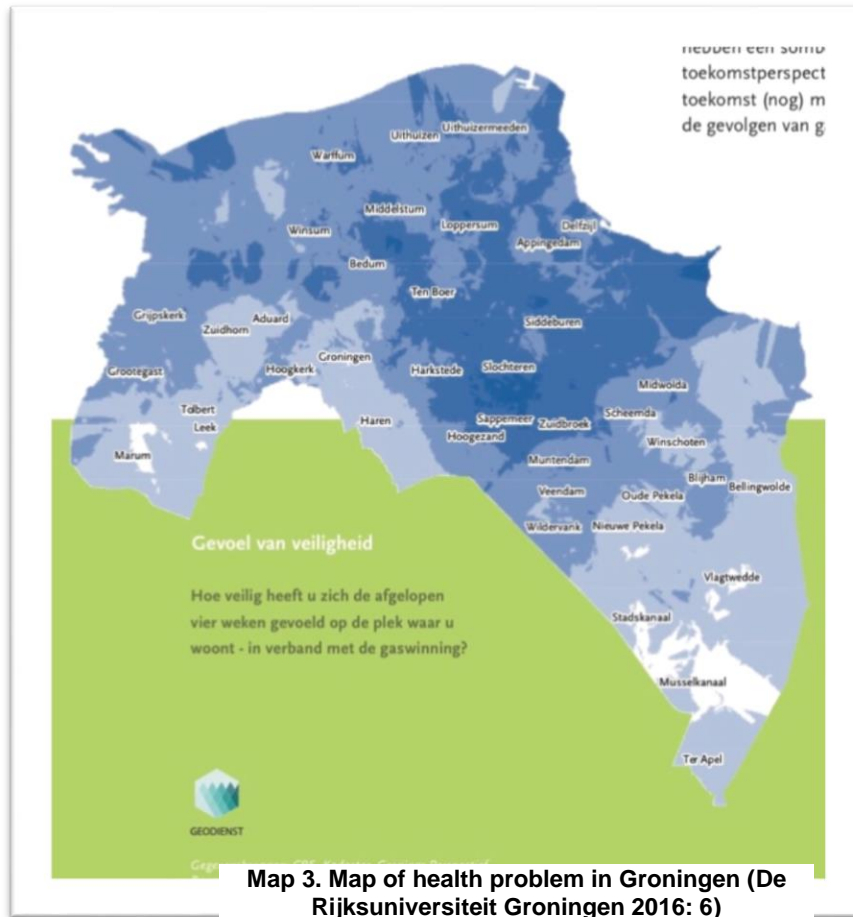 toekomstperspect
toekomst (nog) m
de gevolgen van g
Uithuizen
Uithuizermeeden
Warffum
Middelstum
Loppersum
Delfzijl
Appingedam
Winsum
Bedum
Ten Boer
Grijpskerk
Zuidhorn
Aduard
Siddeburen
Groningen
Hoogkerk
Harkstede
Slochteren
Grootegast
Midwolda
Tolbert
Leek
Haren
Sappemeer
Zuidbroek
Scheemda
Hoogezand
Winschoten
Marum
Muntendam
Veendam
Oude Pekela
Blijham
Bellingwolde
Wildervank
Nieuwe Pekela
Vlagtwedde
Stadskanaal
Musselkanaal
Ter Apel
Gevoel van veiligheid
Hoe veilig heeft u zich de afgelopen
vier weken gevoeld op de plek waar u
woont - in verband met de gaswinning?
GEODIENST
Map 3. Map of health problem in Groningen (De
Rijksuniversiteit Groningen 2016: 6)